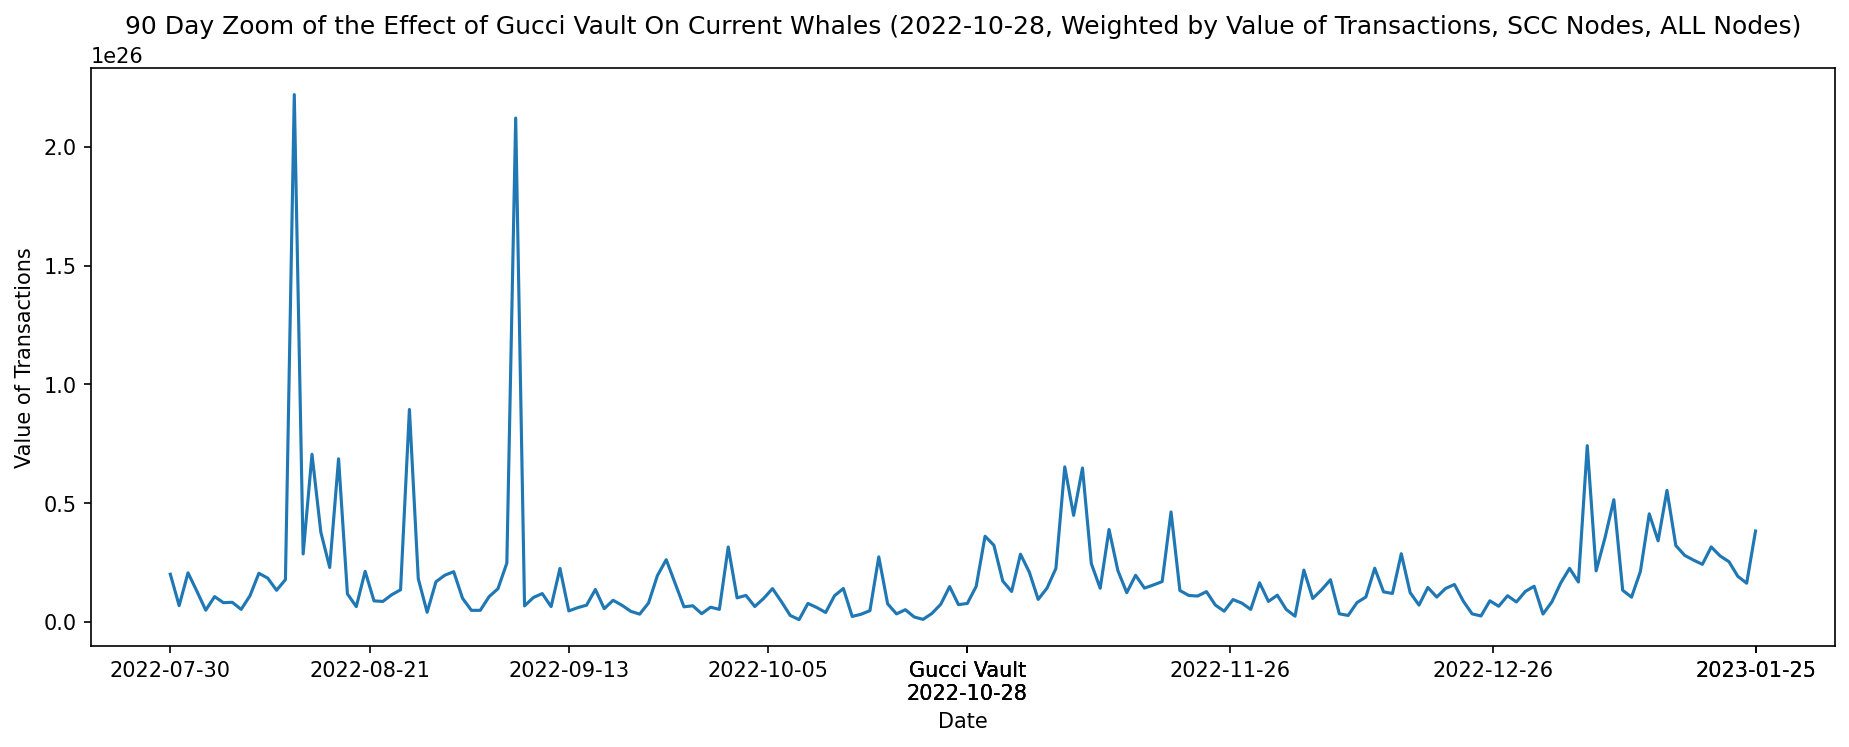 90 Day Zoom of the Effect of Gucci Vault On Current Whales (2022-10-28, Weighted by Value of Transactions, SCC Nodes, ALL Nodes)
1e26
2.0
1.5
1.0
0.5
0.0
Value of Transactions
2022-07-30 2022-08-21 2022-09-13 2022-10-05 Gucci Vault 2022-11-26 2022-12-26 2023-01-25
2022-10-28
Date